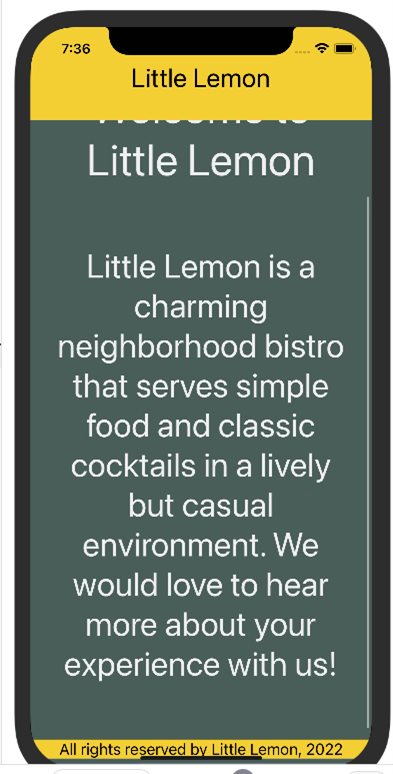 7:36
Little Lemon
Welcome to
Little Lemon
Little Lemon is a
charming
neighborhood bistro
that serves simple
food and classic
cocktails in a lively
but casual
environment. We
would love to hear
more about your
experience with us!
All rights reserved by Little Lemon, 2022